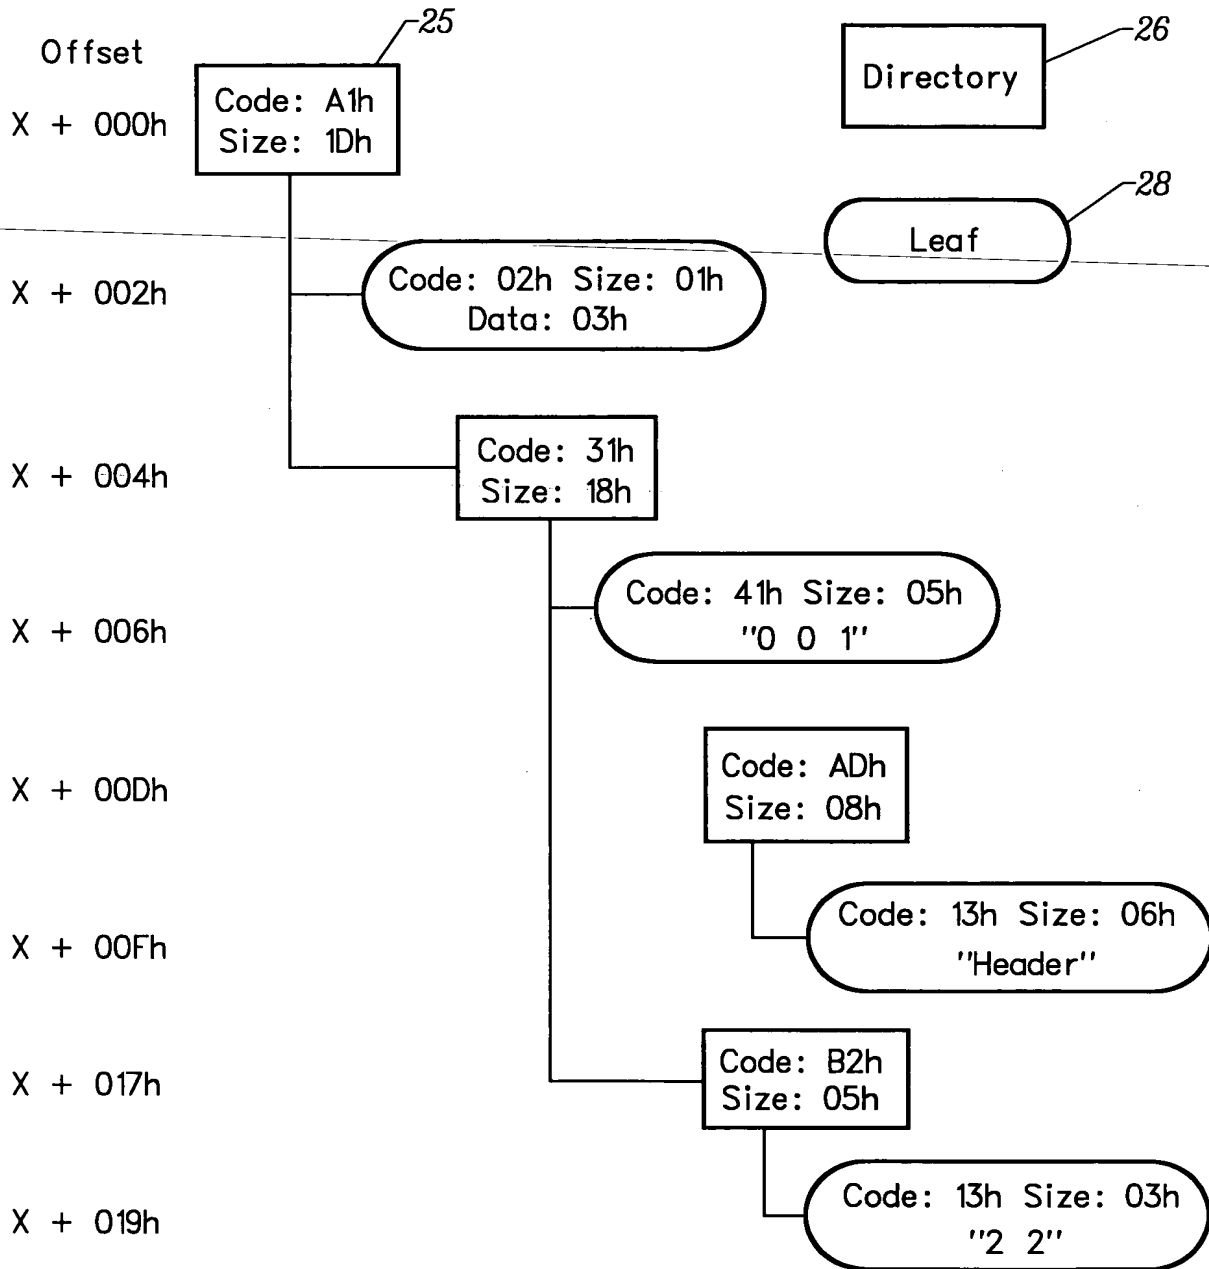 25
26
Offset
Directory
X + 000h
Code: A1h
Size: 1Dh
28
Leaf
X + 002h
Code: 02h Size: 01h
Data: 03h
X + 004h
Code: 31h
Size: 18h
X + 006h
Code: 41h Size: 05h
"0 0 1"
X + 00Dh
Code: ADh
Size: 08h
X + 00Fh
Code: 13h Size: 06h
"Header"
X + 017h
Code: B2h
Size: 05h
X + 019h
Code: 13h Size: 03h
"2 2"